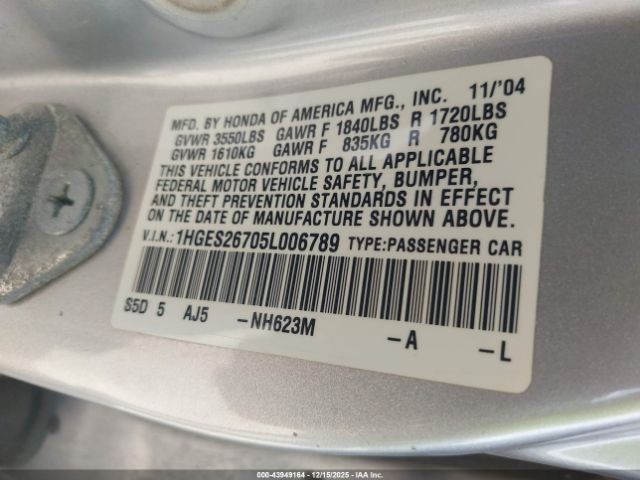 MFD. BY HONDA OF AMERICA MFG., INC. 11/'04
GVWR 3550LBS GAWR F 1840LBS R 1720LBS
GVWR 1610KG GAWR F 835KG R 780KG
THIS VEHICLE CONFORMS TO ALL APPLICABLE
FEDERAL MOTOR VEHICLE SAFETY, BUMPER,
AND THEFT PREVENTION STANDARDS IN EFFECT
ON THE DATE OF MANUFACTURE SHOWN ABOVE.
V.I.N.: 1HGES26705L006789 TYPE:PASSENGER CAR
S5D 5 AJ5 -NH623M -A -L
000-43949164 - 12/15/2025 - IAA Inc.